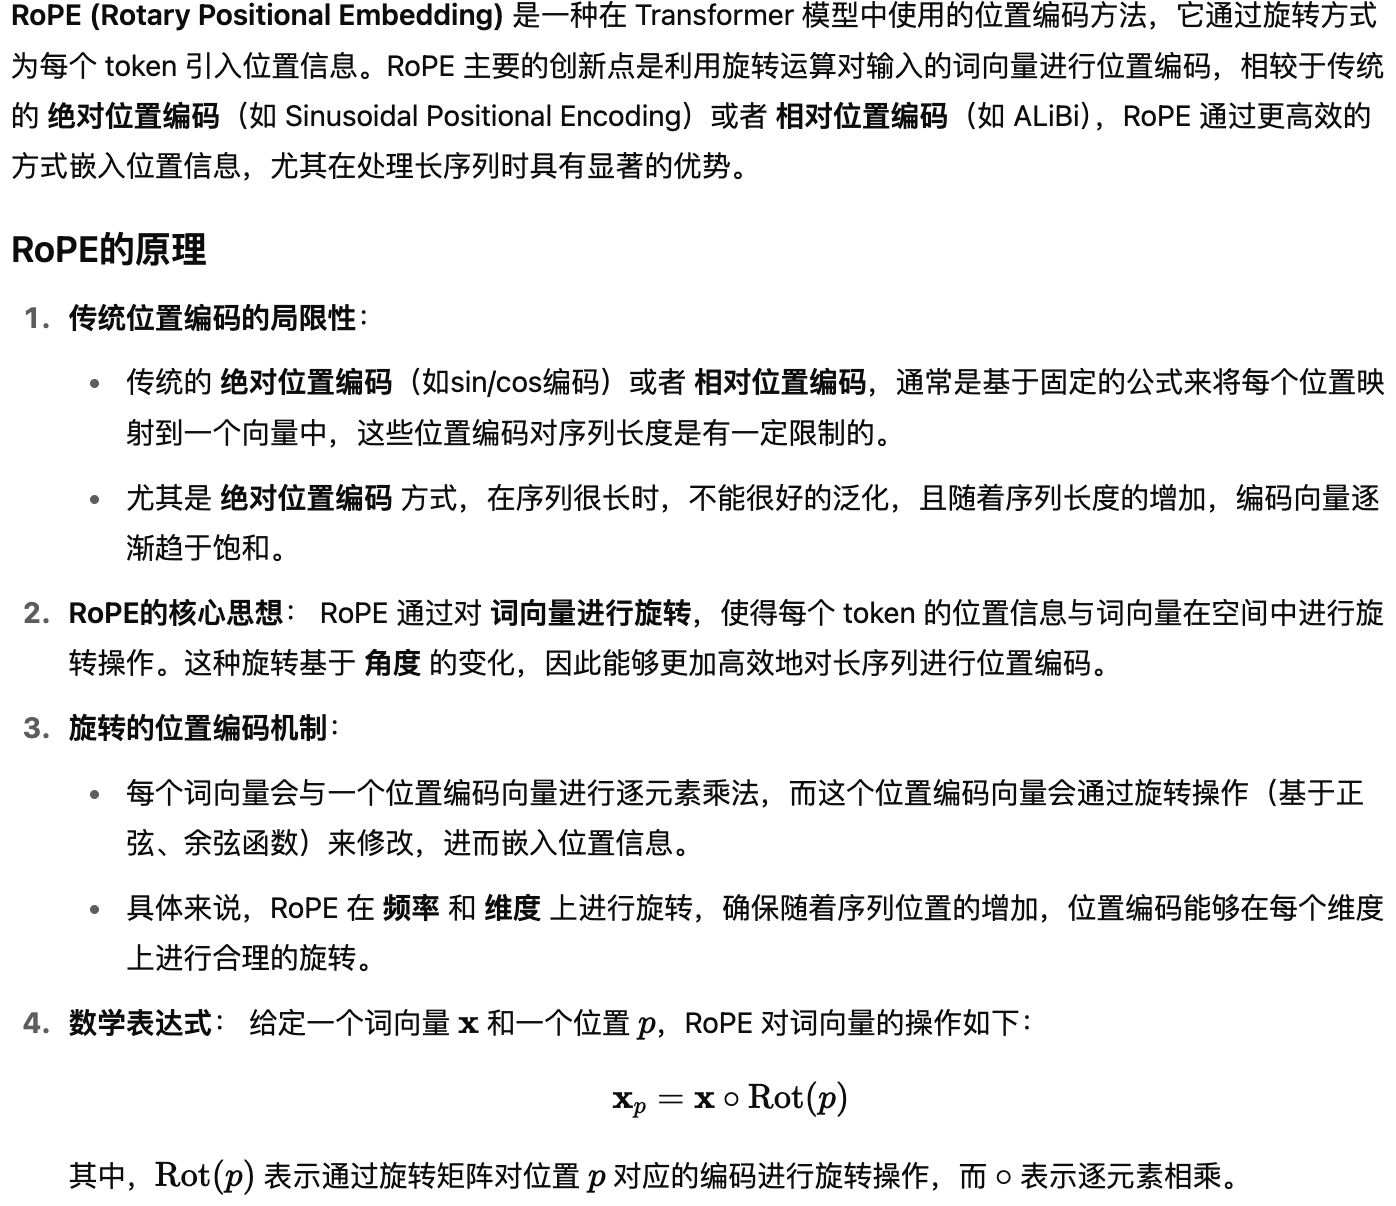 RoPE (Rotary Positional Embedding) 是一种在 Transformer 模型中使用的位置编码方法，它通过旋转方式
为每个 token 引入位置信息。RoPE 主要的创新点是利用旋转运算对输入的词向量进行位置编码，相较于传统
的 绝对位置编码（如 Sinusoidal Positional Encoding）或者 相对位置编码（如 ALiBi），RoPE 通过更高效的
方式嵌入位置信息，尤其在处理长序列时具有显著的优势。
RoPE的原理
1. 传统位置编码的局限性：
• 传统的 绝对位置编码（如sin/cos编码）或者 相对位置编码，通常是基于固定的公式来将每个位置映
射到一个向量中，这些位置编码对序列长度是有一定限制的。
• 尤其是 绝对位置编码 方式，在序列很长时，不能很好的泛化，且随着序列长度的增加，编码向量逐
渐趋于饱和。
2. RoPE的核心思想： RoPE 通过对 词向量进行旋转，使得每个 token 的位置信息与词向量在空间中进行旋
转操作。这种旋转基于 角度 的变化，因此能够更加高效地对长序列进行位置编码。
3. 旋转的位置编码机制：
• 每个词向量会与一个位置编码向量进行逐元素乘法，而这个位置编码向量会通过旋转操作（基于正
弦、余弦函数）来修改，进而嵌入位置信息。
• 具体来说，RoPE 在 频率 和 维度 上进行旋转，确保随着序列位置的增加，位置编码能够在每个维度
上进行合理的旋转。
4. 数学表达式： 给定一个词向量 x 和一个位置 p，RoPE 对词向量的操作如下：
xₚ = x ∘ Rot(p)
其中，Rot(p) 表示通过旋转矩阵对位置 p 对应的编码进行旋转操作，而 ∘ 表示逐元素相乘。